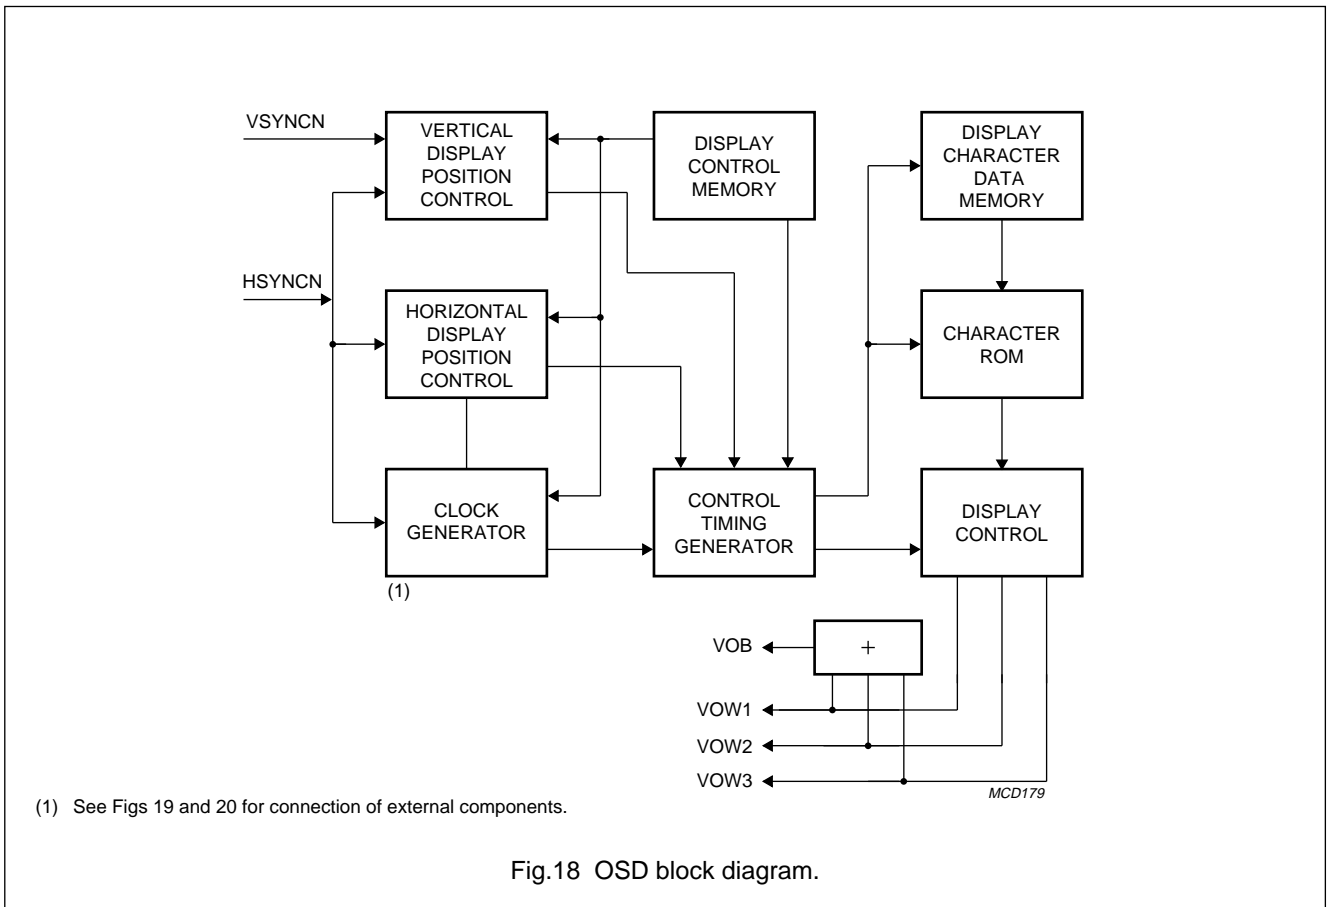 VSYNCN
VERTICAL
DISPLAY
POSITION
CONTROL
DISPLAY
CONTROL
MEMORY
DISPLAY
CHARACTER
DATA
MEMORY
HSYNCN
HORIZONTAL
DISPLAY
POSITION
CONTROL
CHARACTER
ROM
CLOCK
GENERATOR
(1)
CONTROL
TIMING
GENERATOR
DISPLAY
CONTROL
VOB
+
VOW1
VOW2
VOW3
MCD179
(1) See Figs 19 and 20 for connection of external components.
Fig.18 OSD block diagram.